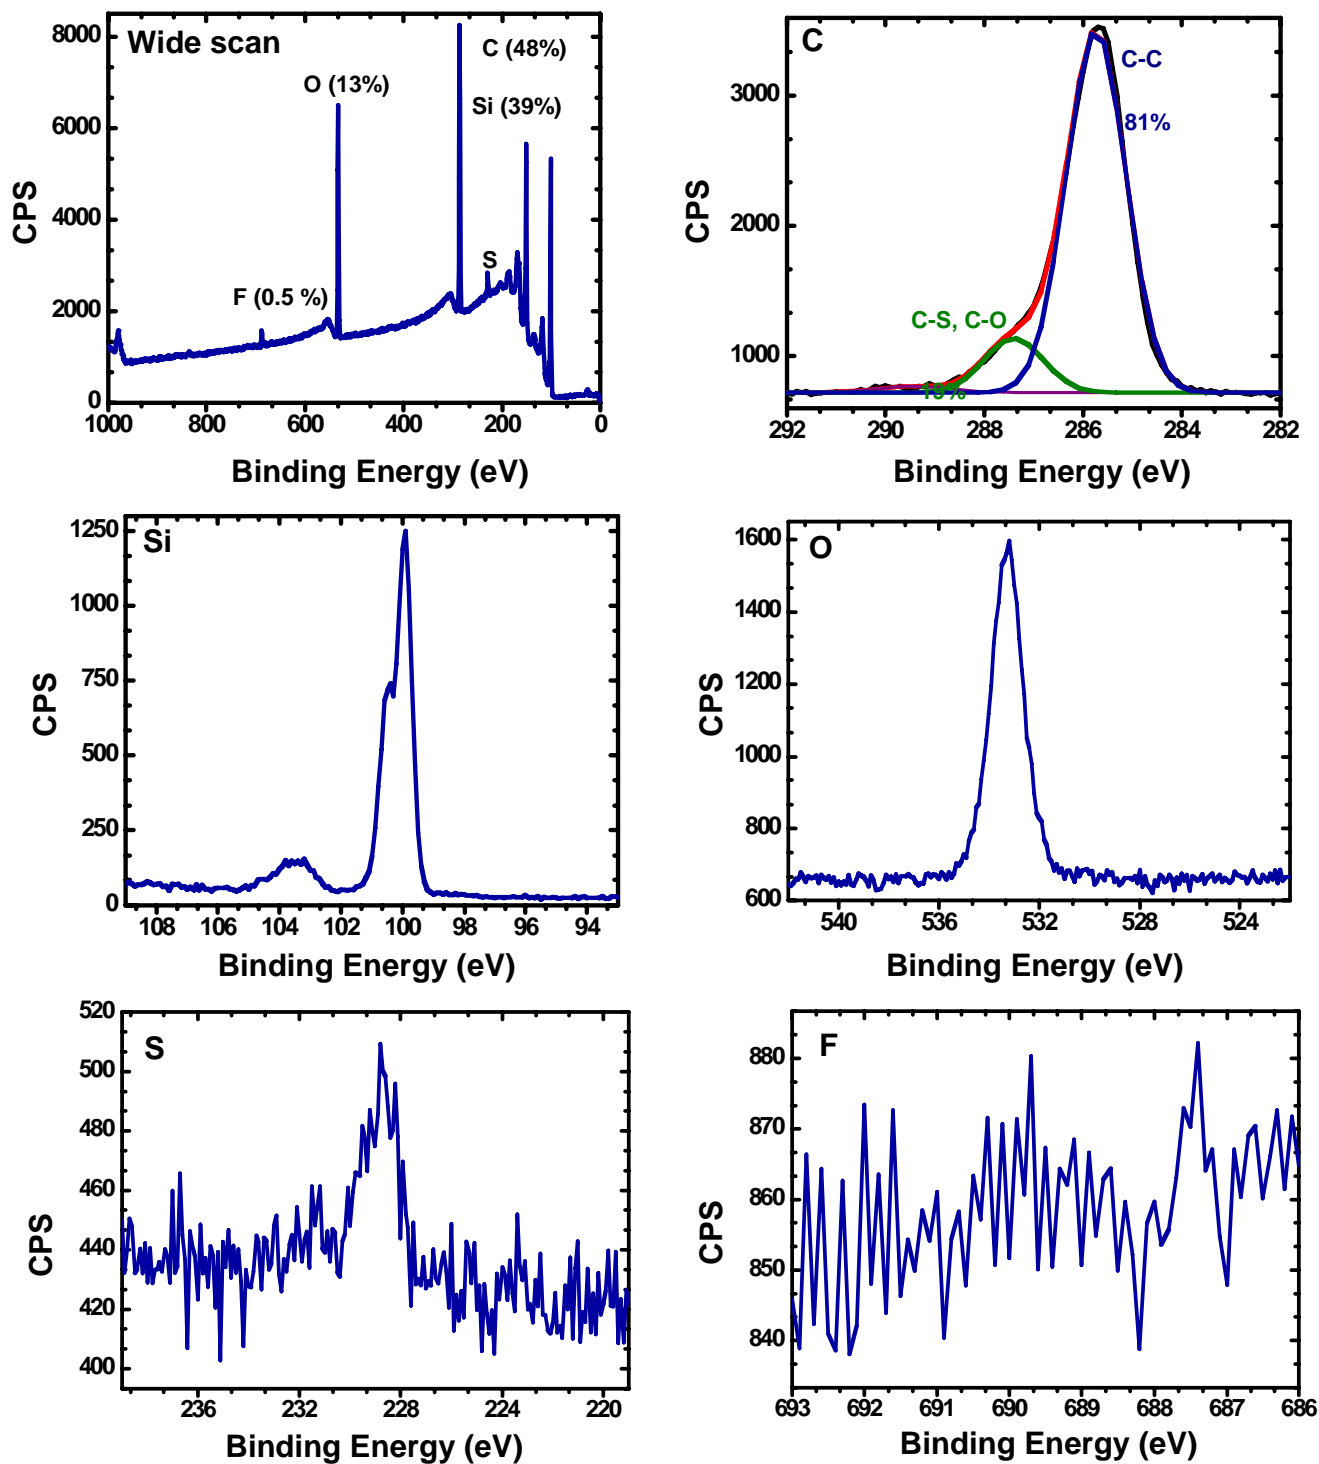 Wide scan
C (48%)
O (13%)
Si (39%)
S
F (0.5 %)
8000
6000
4000
2000
0
1000
800
600
400
200
0
CPS
Binding Energy (eV)
C
C-C
81%
C-S, C-O
19%
3000
2000
1000
292
290
288
286
284
282
CPS
Binding Energy (eV)
Si
1250
1000
750
500
250
0
108
106
104
102
100
98
96
94
CPS
Binding Energy (eV)
O
1600
1400
1200
1000
800
600
540
536
532
528
524
CPS
Binding Energy (eV)
S
520
500
480
460
440
420
400
236
232
228
224
220
CPS
Binding Energy (eV)
F
880
870
860
850
840
693
692
691
690
689
688
687
686
CPS
Binding Energy (eV)